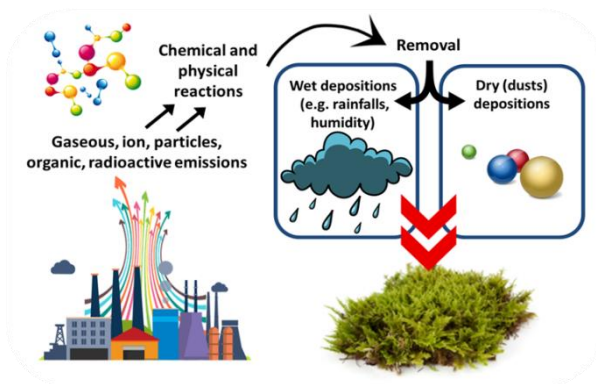 Chemical and
physical
reactions
Gaseous, ion, particles,
organic, radioactive emissions
Removal
Wet depositions
(e.g. rainfalls,
humidity)
Dry (dusts)
depositions